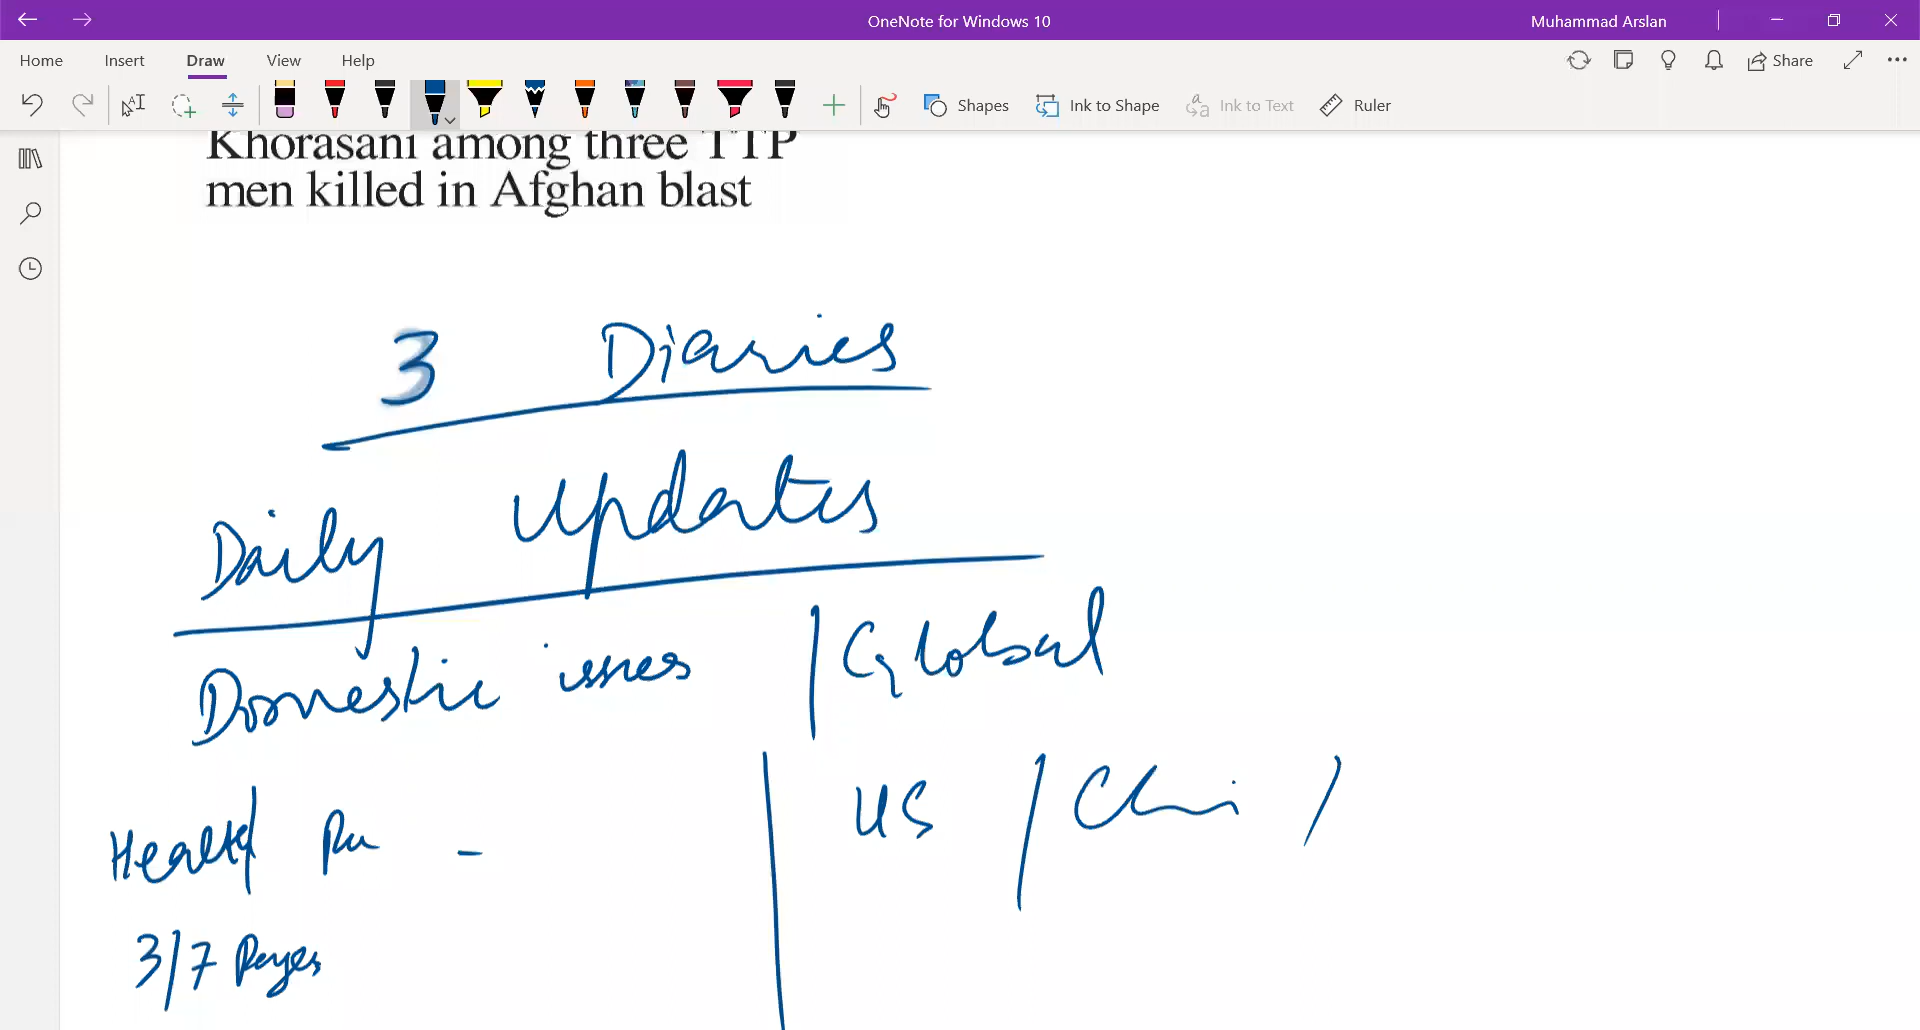 OneNote for Windows 10
Muhammad Arslan
Home Insert Draw View Help
Share
Shapes Ink to Shape Ink to Text Ruler
Khorasani among three TTP
men killed in Afghan blast
3 Diaries
Daily updates
Domestic issues / Global
Health /
US / /
3/7 Pages